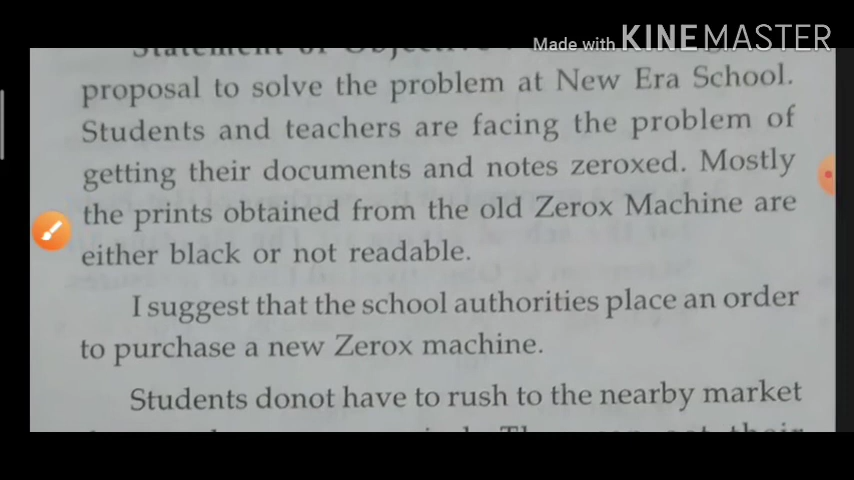 Made with KINEMASTER
Statement of Objective :
proposal to solve the problem at New Era School.
Students and teachers are facing the problem of
getting their documents and notes zeroxed. Mostly
the prints obtained from the old Zerox Machine are
either black or not readable.
I suggest that the school authorities place an order
to purchase a new Zerox machine.
Students donot have to rush to the nearby market